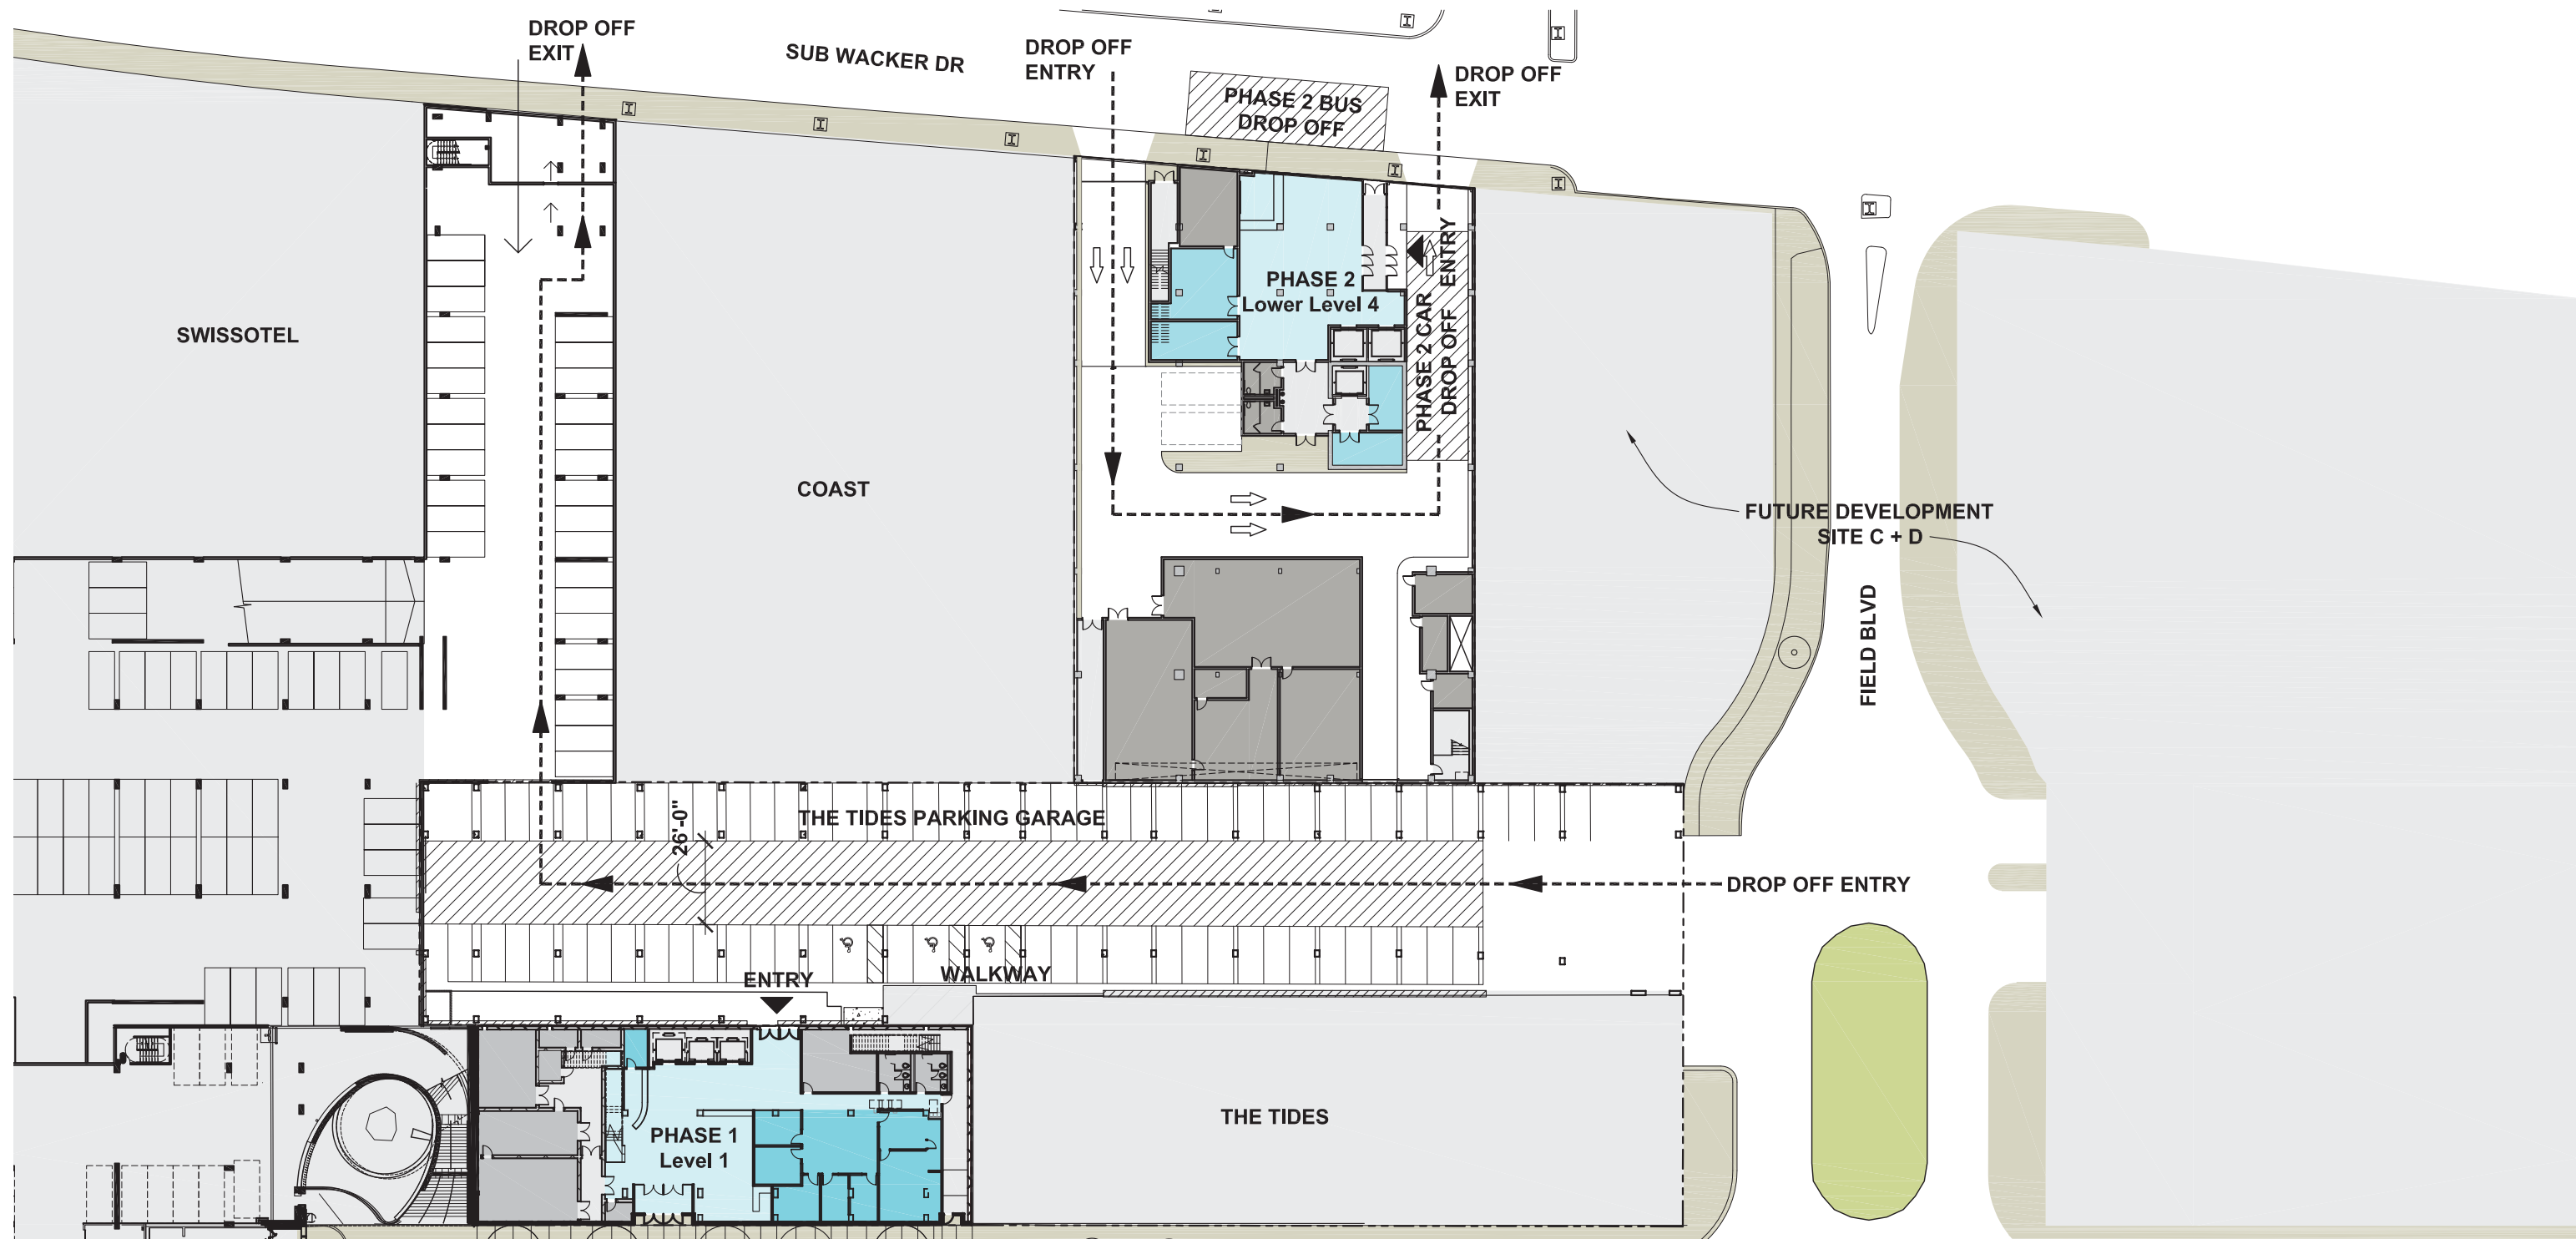 DROP OFF
EXIT
SUB WACKER DR
DROP OFF
ENTRY
DROP OFF
EXIT
PHASE 2 BUS
DROP OFF
PHASE 2
Lower Level 4
PHASE 2 CAR
DROP OFF
ENTRY
SWISSOTEL
COAST
FUTURE DEVELOPMENT
SITE C + D
FIELD BLVD
THE TIDES PARKING GARAGE
26'-0"
DROP OFF ENTRY
ENTRY
WALKWAY
PHASE 1
Level 1
THE TIDES